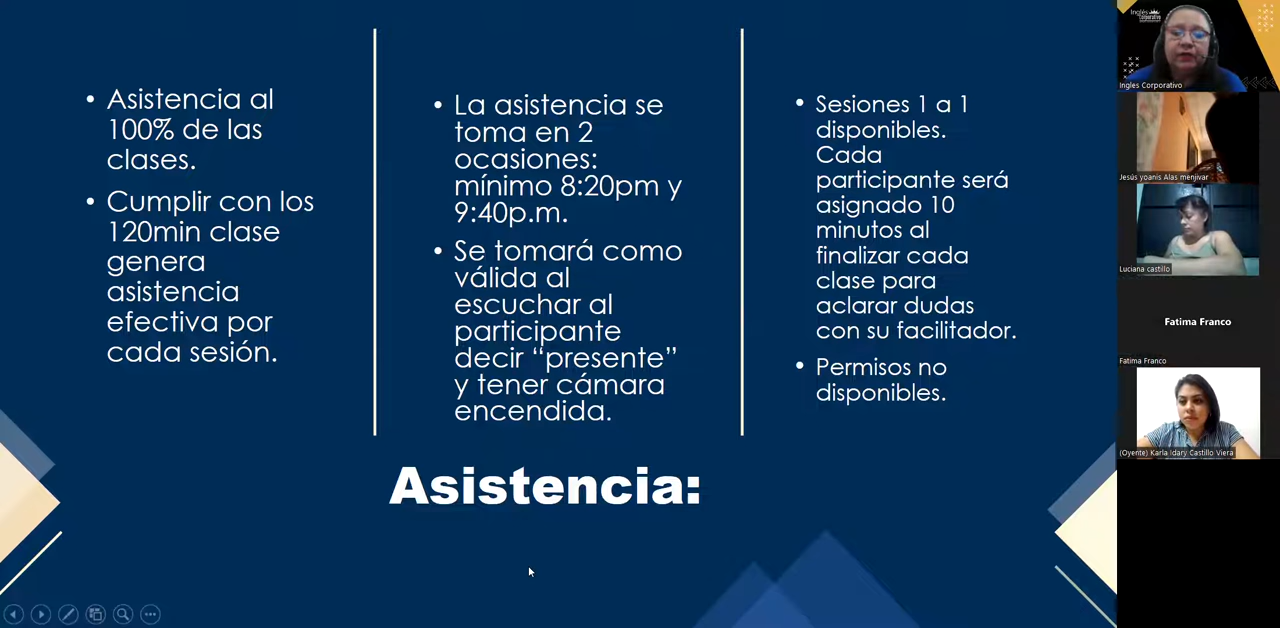 • Asistencia al
100% de las
clases.
• Cumplir con los
120min clase
genera
asistencia
efectiva por
cada sesión.
• La asistencia se
toma en 2
ocasiones:
mínimo 8:20pm y
9:40p.m.
• Se tomará como
válida al
escuchar al
participante
decir “presente”
y tener cámara
encendida.
• Sesiones 1 a 1
disponibles.
Cada
participante será
asignado 10
minutos al
finalizar cada
clase para
aclarar dudas
con su facilitador.
• Permisos no
disponibles.
Asistencia:
Inglés
Corporativo
Ingles Corporativo
Jesús yoanis Alas menjivar
Luciana castillo
Fatima Franco
Fatima Franco
(Oyente) Karla Idary Castillo Viera